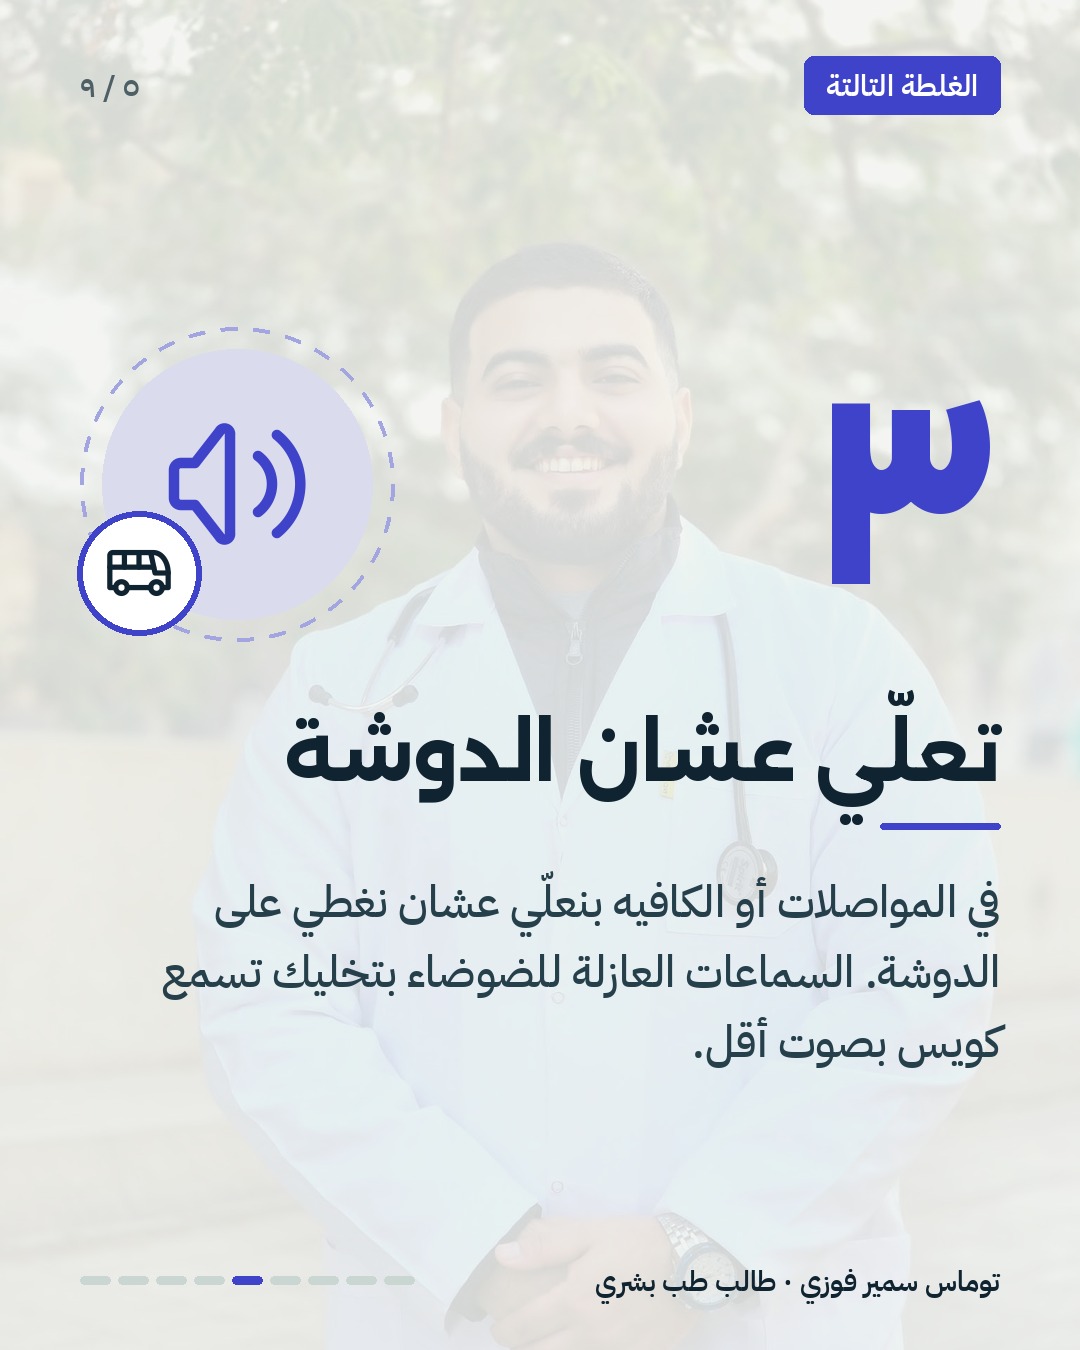 الغلطة التالتة
٥ / ٩
٣
تعلّي عشان الدوشة
في المواصلات أو الكافيه بنعلّي عشان نغطي على
الدوشة. السماعات العازلة للضوضاء بتخليك تسمع
كويس بصوت أقل.
توماس سمير فوزي · طالب طب بشري